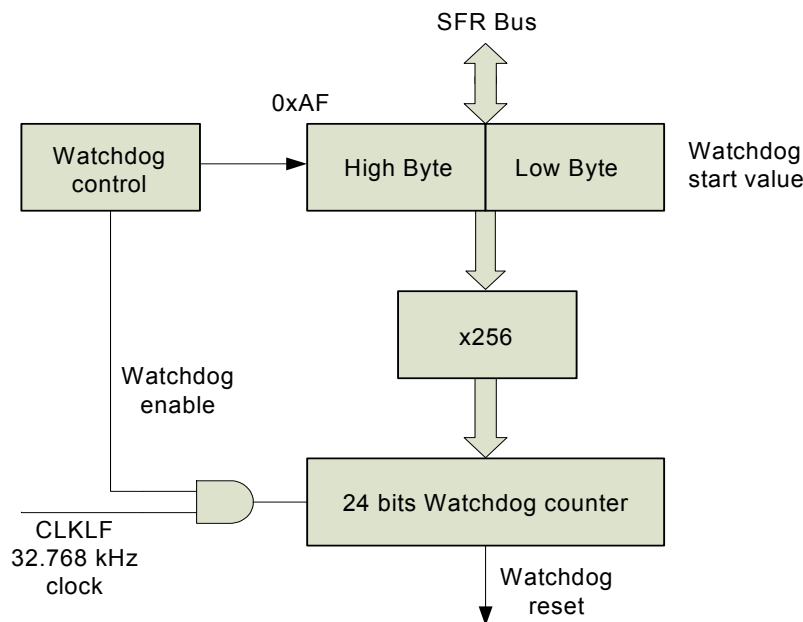 SFR Bus
0xAF
Watchdog
control
High Byte
Low Byte
Watchdog
start value
x256
Watchdog
enable
24 bits Watchdog counter
CLKLF
32.768 kHz
clock
Watchdog
reset